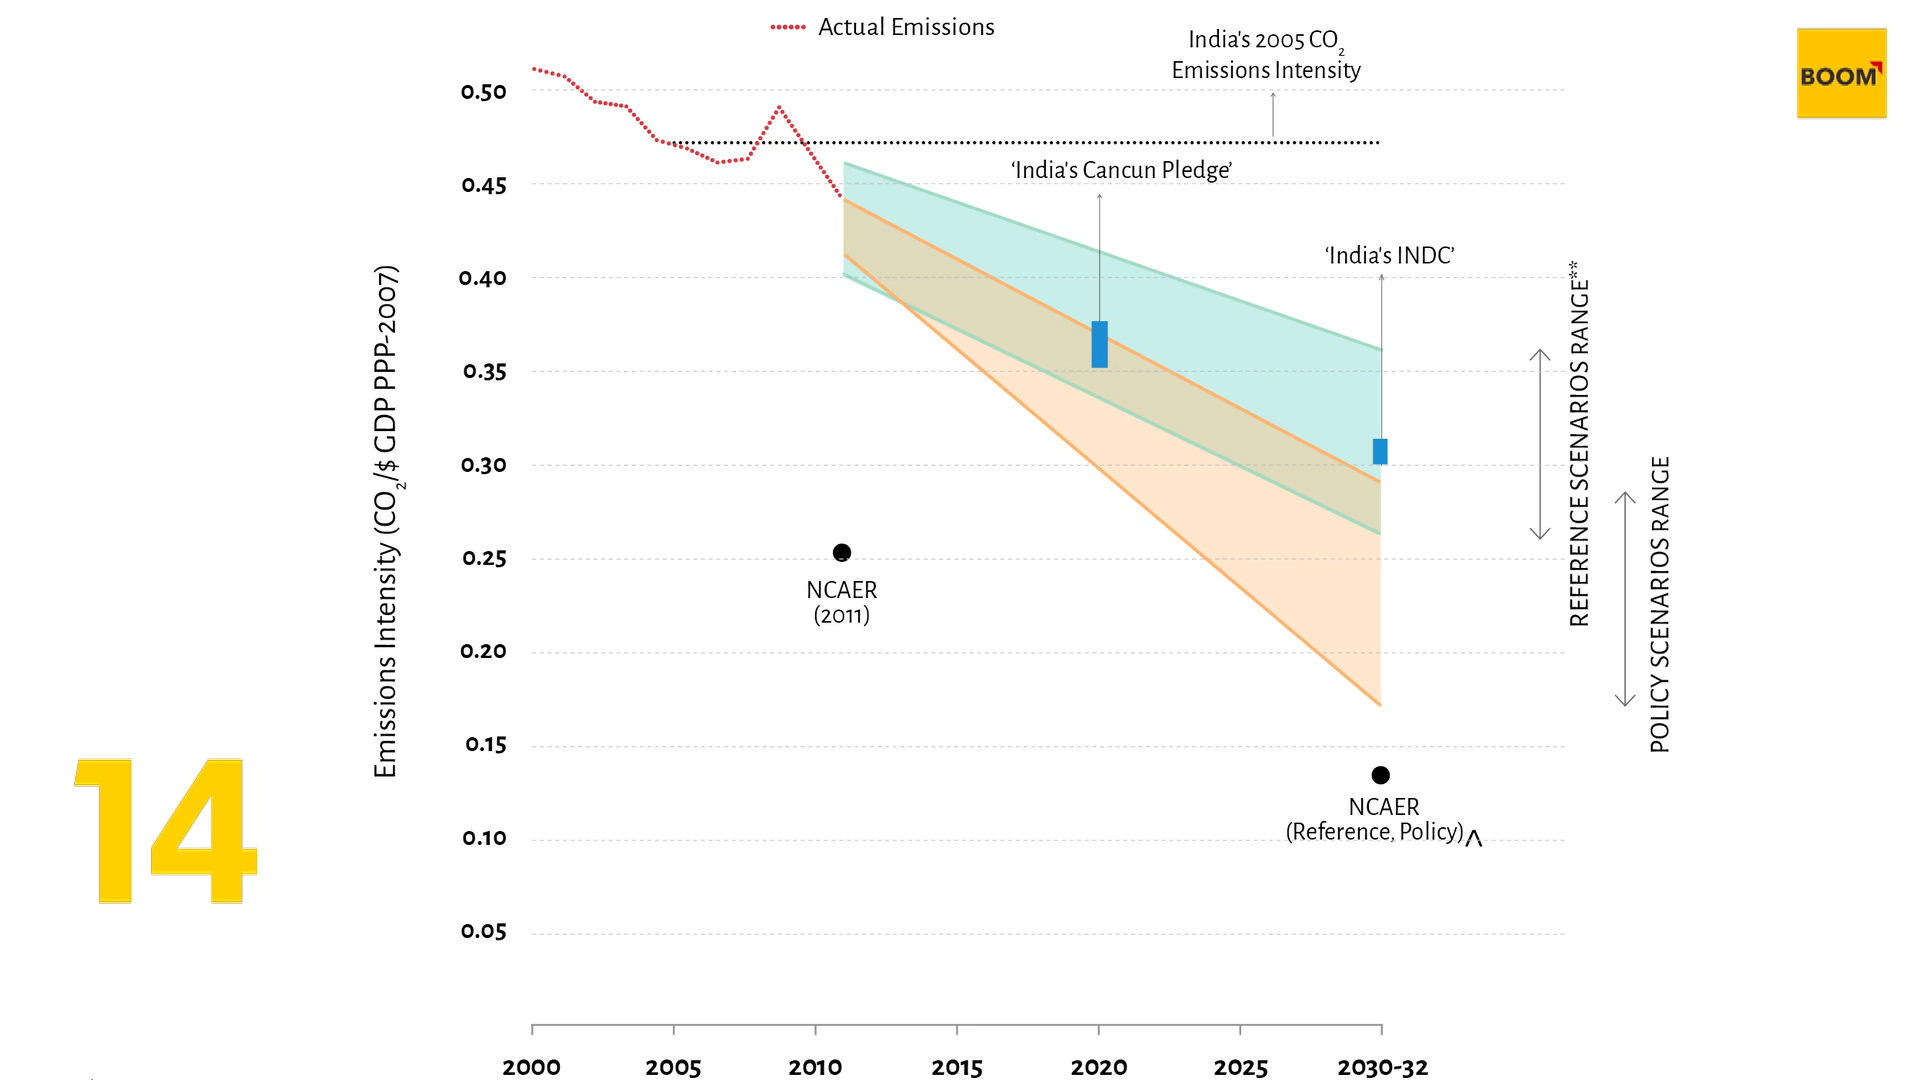 Actual Emissions
India's 2005 CO₂
Emissions Intensity
BOOM
0.50
'India's Cancun Pledge'
0.45
'India's INDC'
0.40
0.35
0.30
0.25
0.20
0.15
0.10
0.05
Emissions Intensity (CO₂/$ GDP PPP-2007)
REFERENCE SCENARIOS RANGE**
POLICY SCENARIOS RANGE
NCAER
(2011)
NCAER
(Reference, Policy)^
14
2000 2005 2010 2015 2020 2025 2030-32